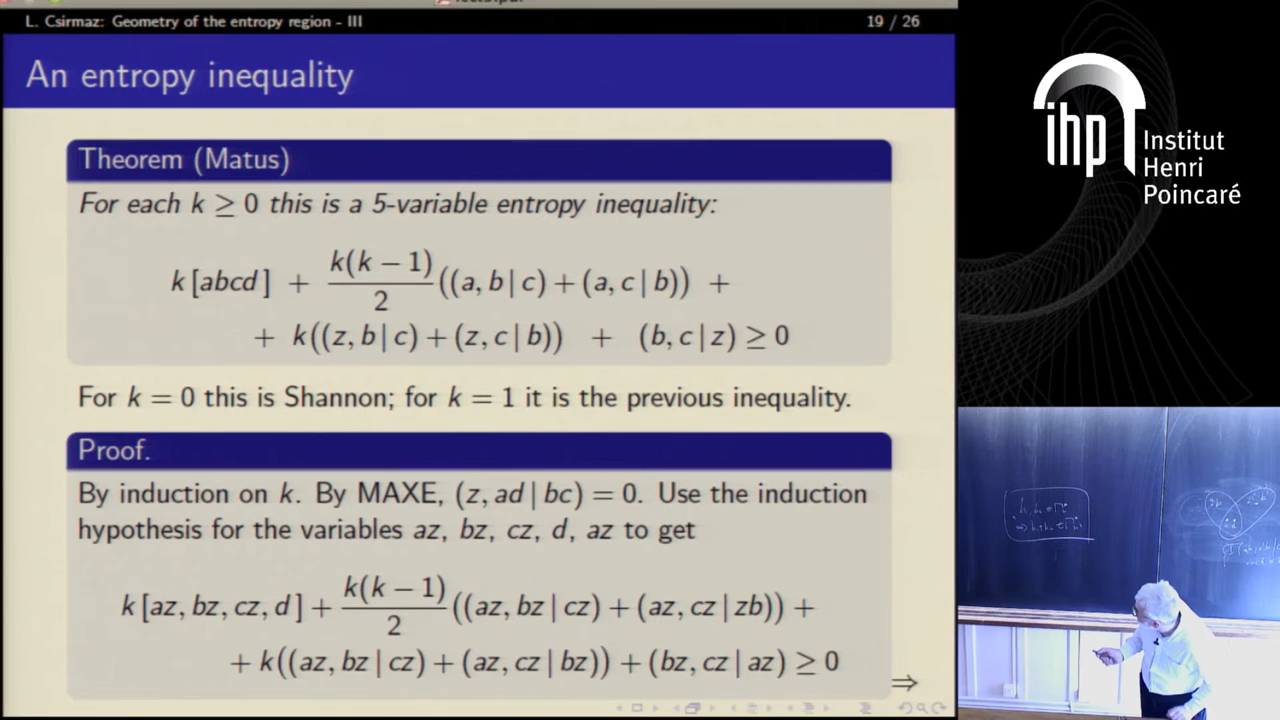 L. Csirmaz: Geometry of the entropy region - III
19 / 26
An entropy inequality
Theorem (Matus)
For each k ≥ 0 this is a 5-variable entropy inequality:
k[abcd] + k(k − 1)/2 ((a, b | c) + (a, c | b)) +
+ k((z, b | c) + (z, c | b)) + (b, c | z) ≥ 0
For k = 0 this is Shannon; for k = 1 it is the previous inequality.
Proof.
By induction on k. By MAXE, (z, ad | bc) = 0. Use the induction
hypothesis for the variables az, bz, cz, d, az to get
k[az, bz, cz, d] + k(k − 1)/2 ((az, bz | cz) + (az, cz | zb)) +
+ k((az, bz | cz) + (az, cz | bz)) + (bz, cz | az) ≥ 0
⇒
ihp
Institut
Henri
Poincaré